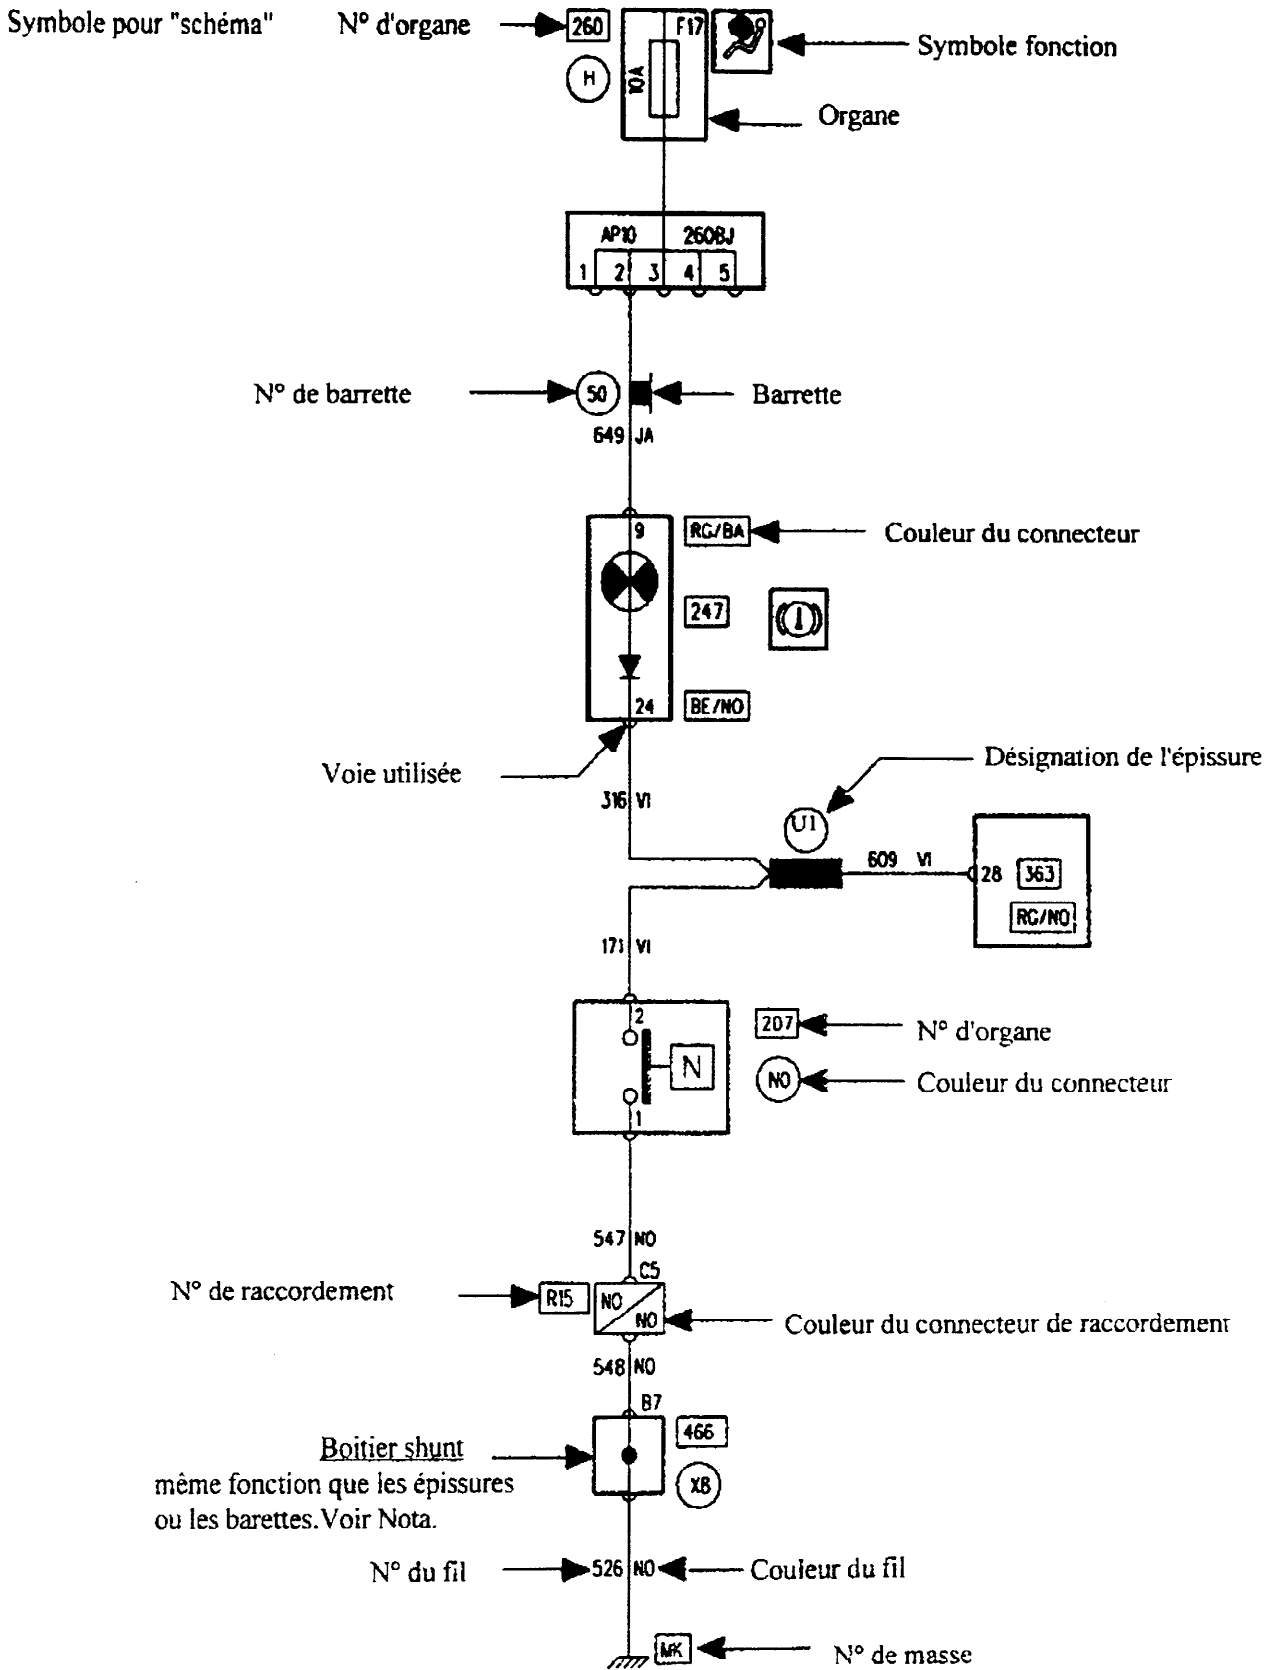 Symbole pour "schéma"
N° d'organe
260
F17
H
10A
Symbole fonction
Organe
AP10 260BJ
1 2 3 4 5
N° de barrette
50
Barrette
649 JA
9
RG/BA
Couleur du connecteur
247
24
BE/NO
Voie utilisée
Désignation de l'épissure
316 VI
U1
609 VI
28
363
RG/NO
171 VI
2
N
1
207
N° d'organe
NO
Couleur du connecteur
547 NO
C5
N° de raccordement
R15
NO
NO
Couleur du connecteur de raccordement
548 NO
B7
466
XB
Boitier shunt
même fonction que les épissures
ou les barettes.Voir Nota.
N° du fil
526 NO
Couleur du fil
MK
N° de masse